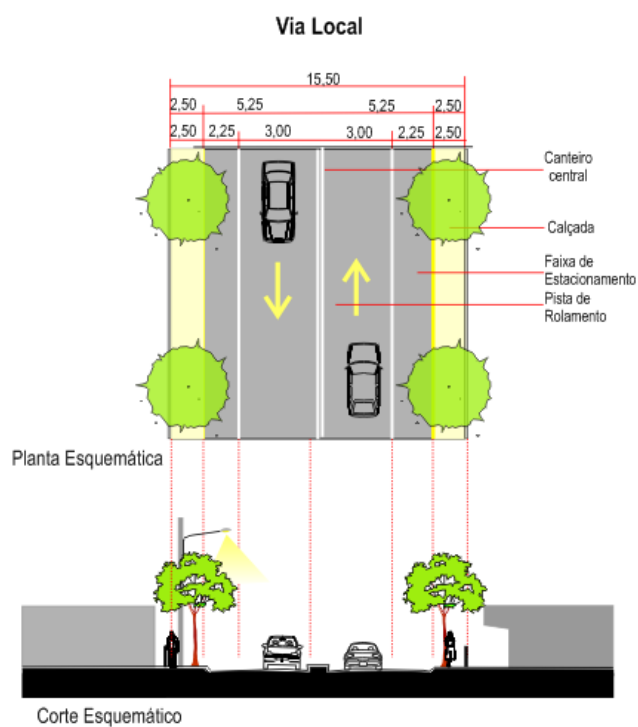 Via Local
15,50
2,50 5,25 5,25 2,50
2,50 2,25 3,00 3,00 2,25 2,50
Canteiro
central
Calçada
Faixa de
Estacionamento
Pista de
Rolamento
Planta Esquemática
Corte Esquemático